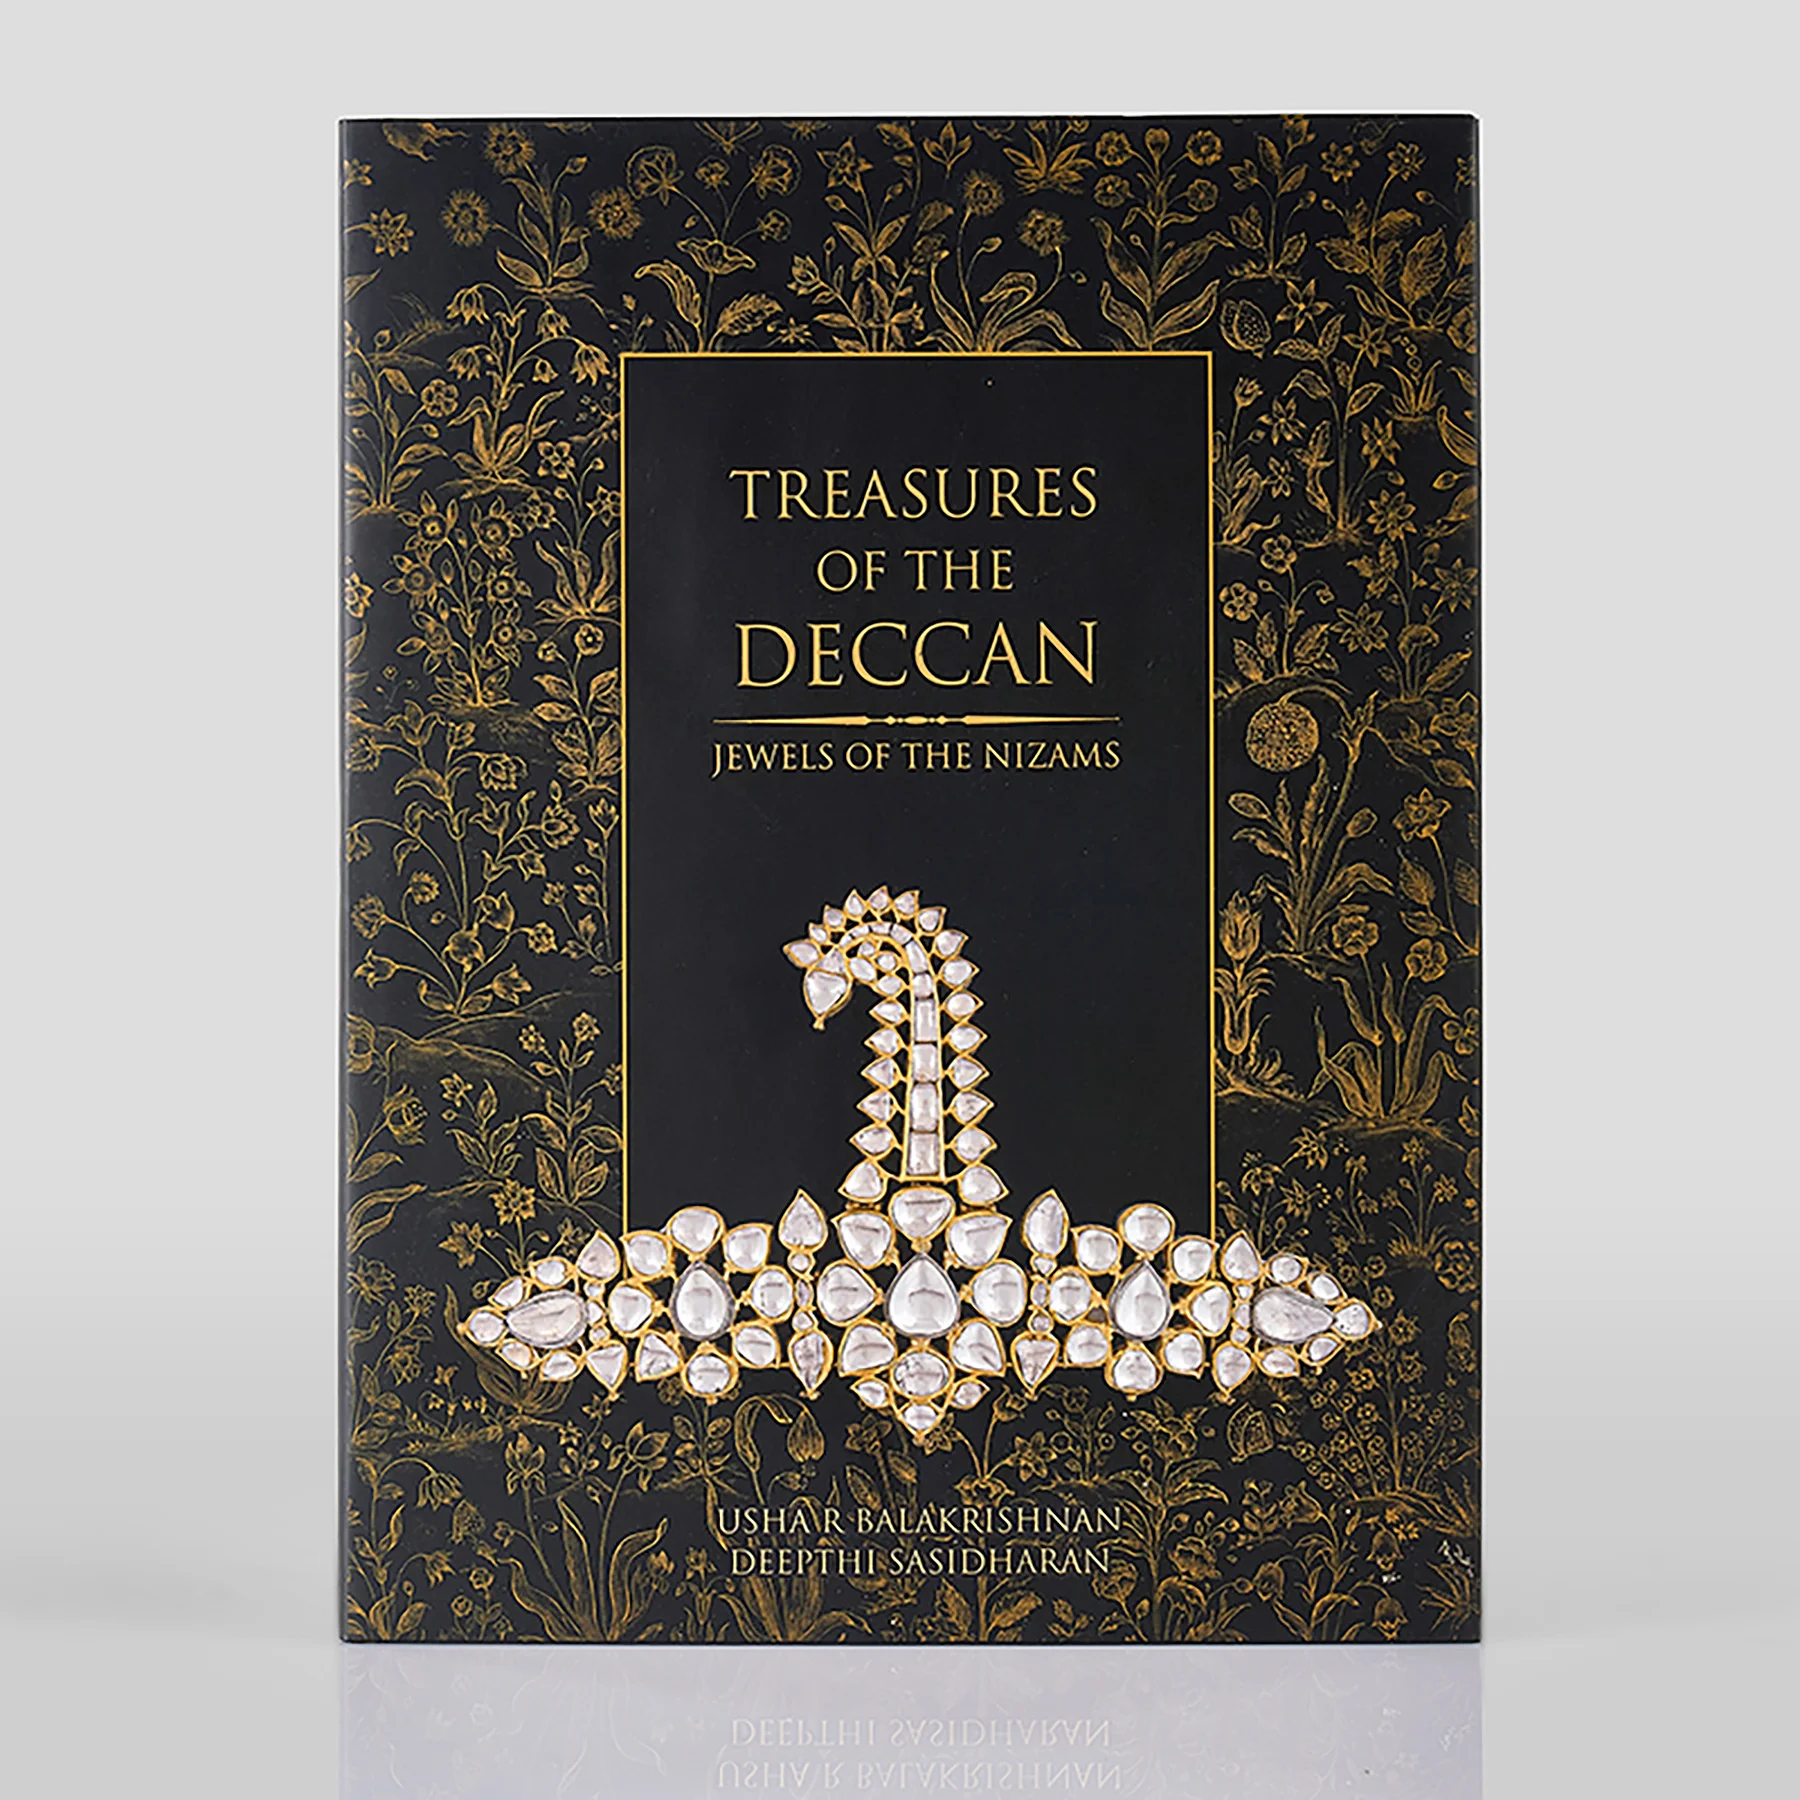 TREASURES
OF THE
DECCAN
JEWELS OF THE NIZAMS
USHA R BALAKRISHNAN
DEEPTHI SASIDHARAN